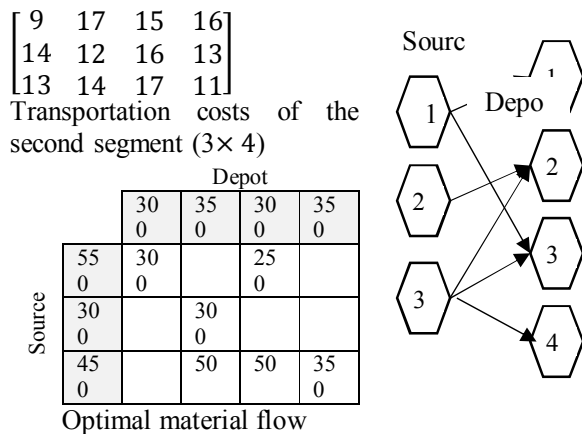 9 17 15 16
14 12 16 13
13 14 17 11
Transportation costs of the
second segment (3× 4)
Depot
30 35 30 35
0 0 0 0
55 30 25
0 0 0
30 30
0 0
45 50 50 35
0 0
Source
Optimal material flow
Sourc
Depo
1
1
2
2
3
3
4